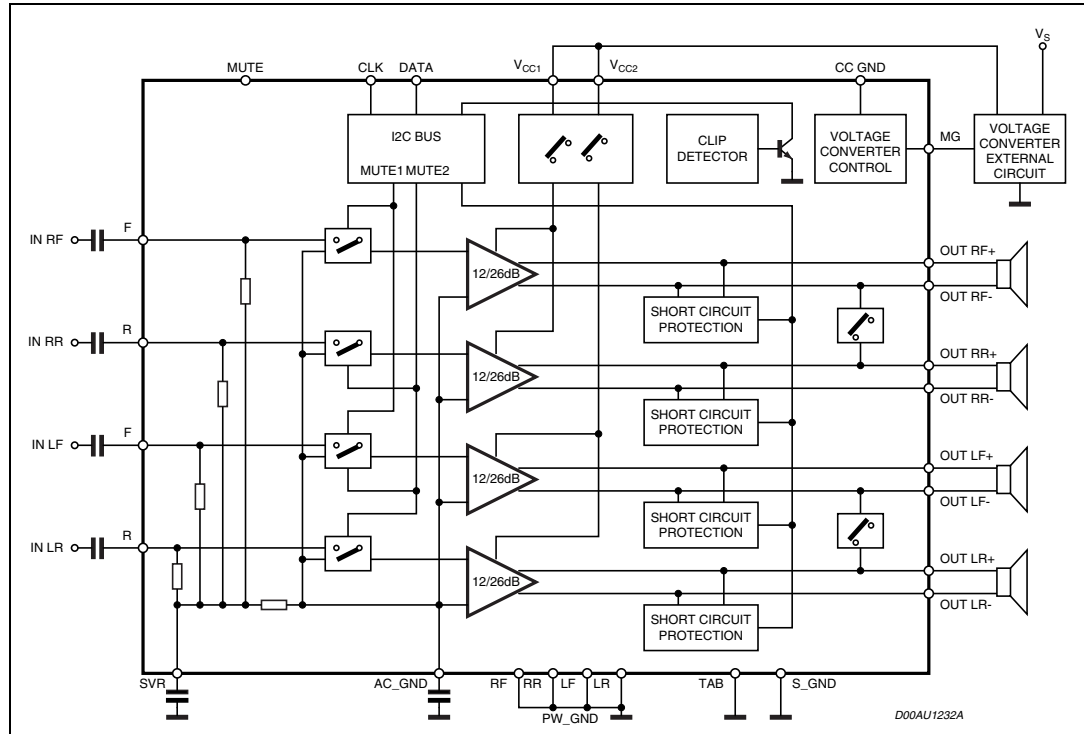 VS
MUTE CLK DATA VCC1 VCC2 CC GND
I2C BUS
MUTE1 MUTE2
CLIP
DETECTOR
VOLTAGE
CONVERTER
CONTROL
MG
VOLTAGE
CONVERTER
EXTERNAL
CIRCUIT
IN RF F
12/26dB
OUT RF+
OUT RF-
SHORT CIRCUIT
PROTECTION
IN RR R
12/26dB
OUT RR+
OUT RR-
SHORT CIRCUIT
PROTECTION
IN LF F
12/26dB
OUT LF+
OUT LF-
SHORT CIRCUIT
PROTECTION
IN LR R
12/26dB
OUT LR+
OUT LR-
SHORT CIRCUIT
PROTECTION
SVR AC_GND RF RR LF LR TAB S_GND
PW_GND
D00AU1232A